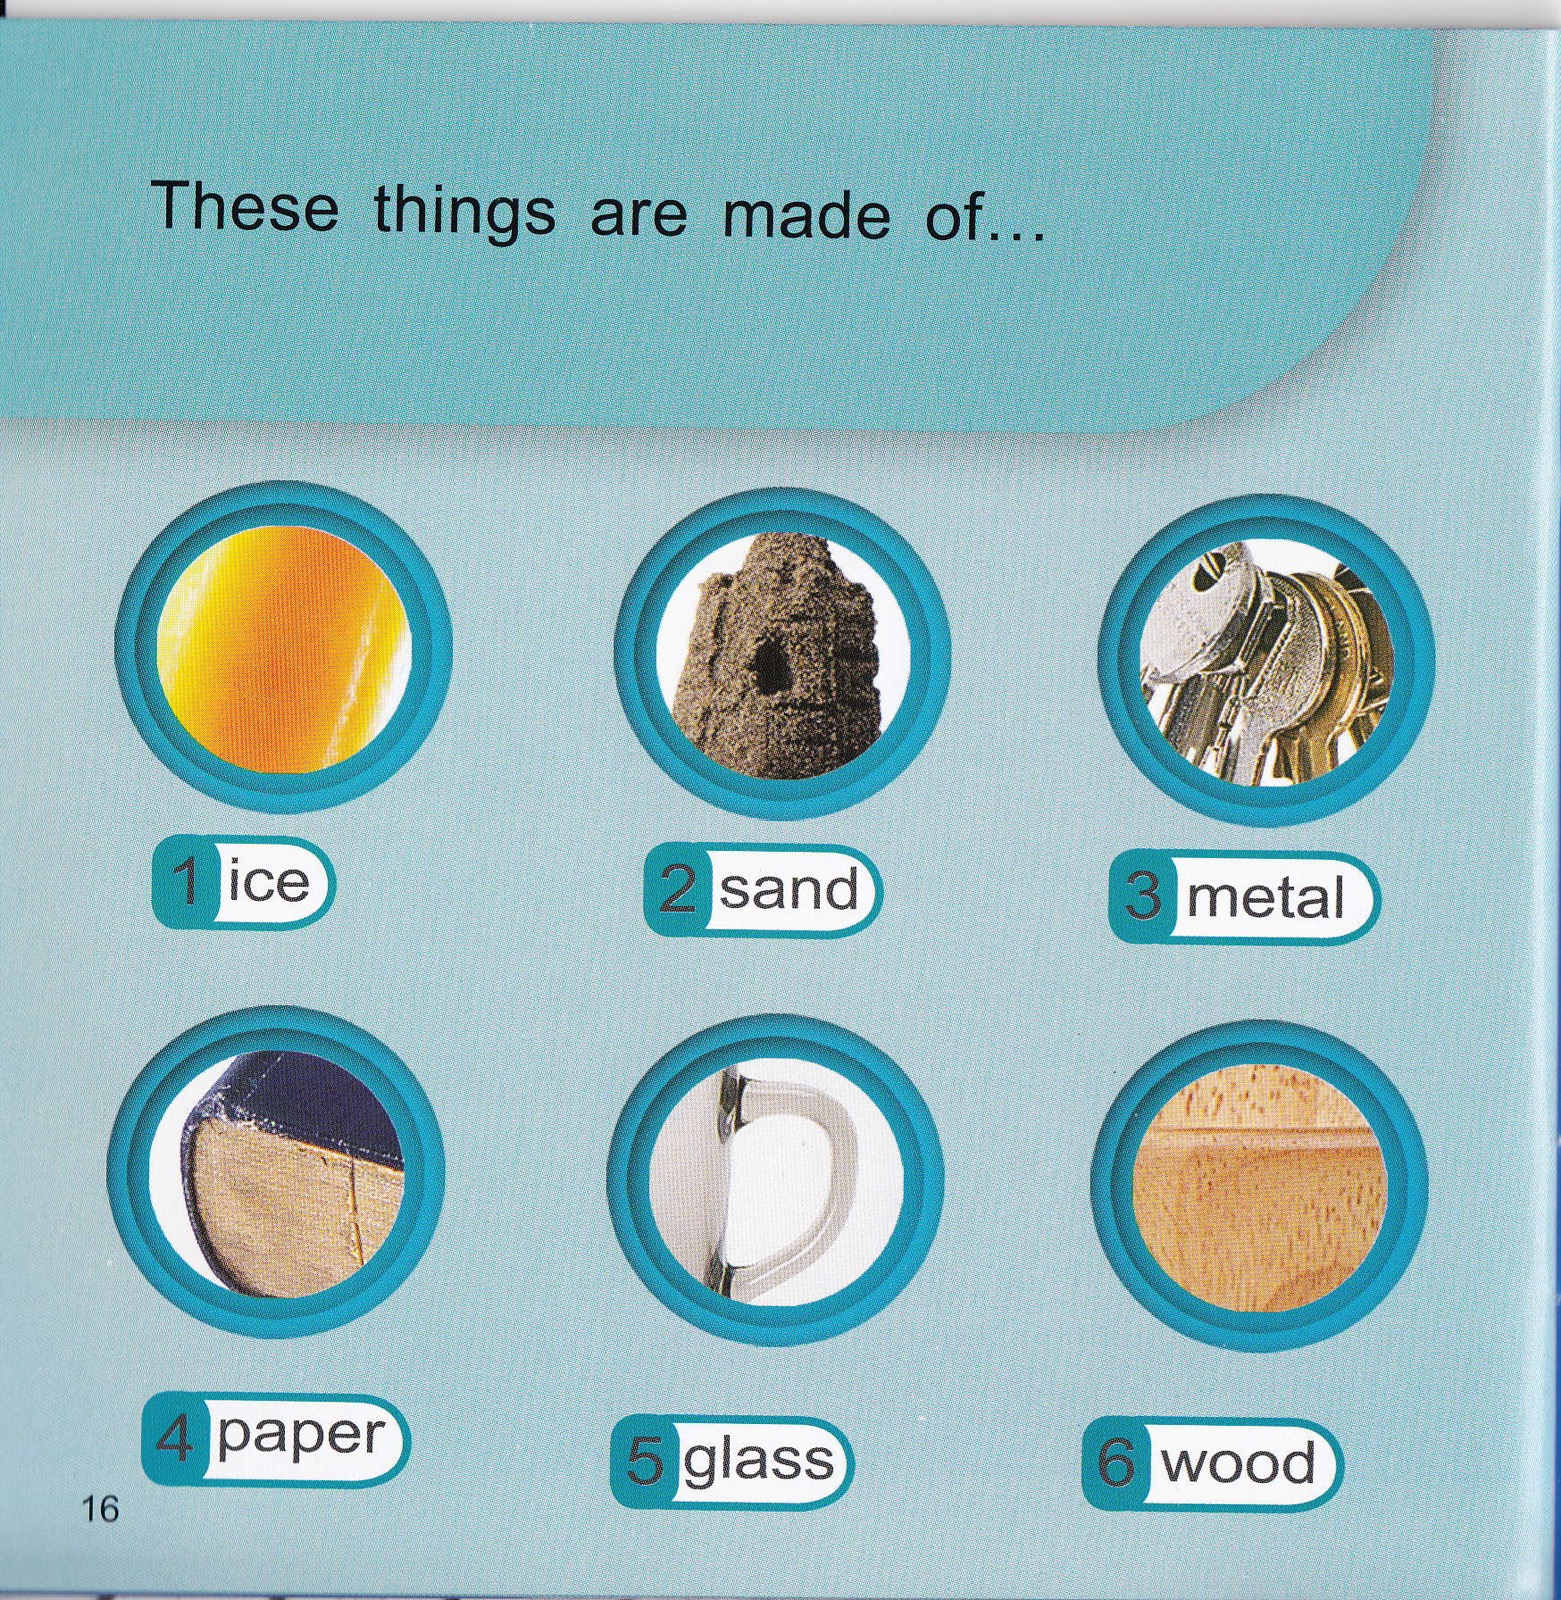 These things are made of...
1 ice
2 sand
3 metal
4 paper
5 glass
6 wood
16